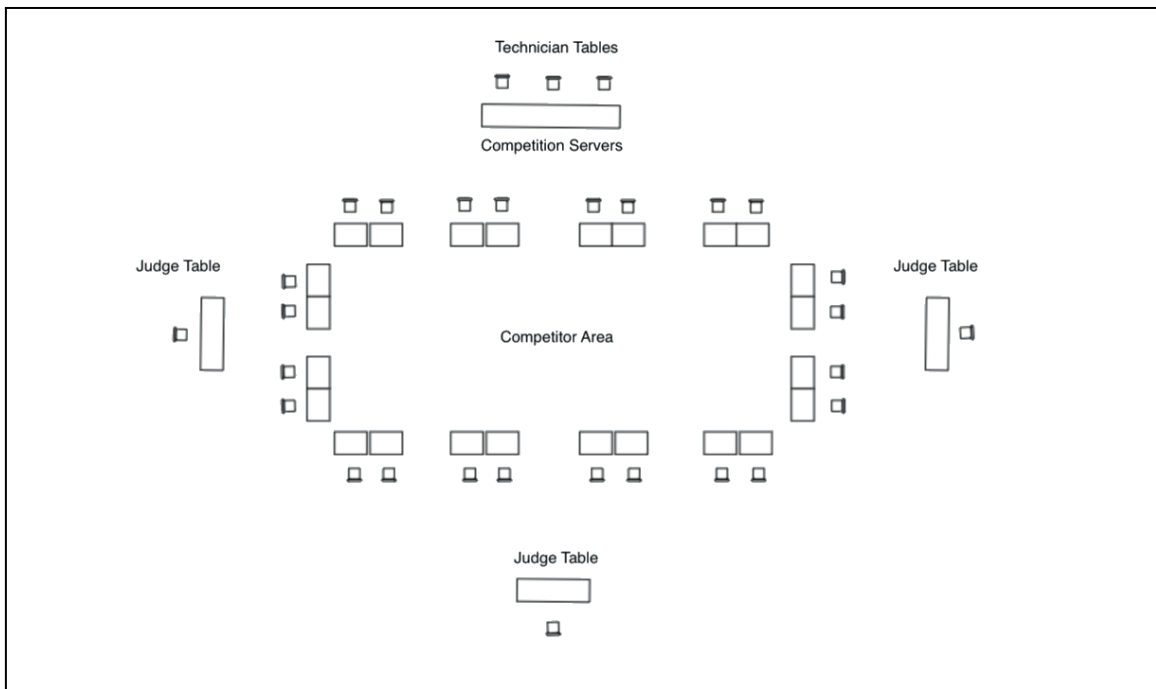 Technician Tables
Competition Servers
Judge Table
Judge Table
Competitor Area
Judge Table